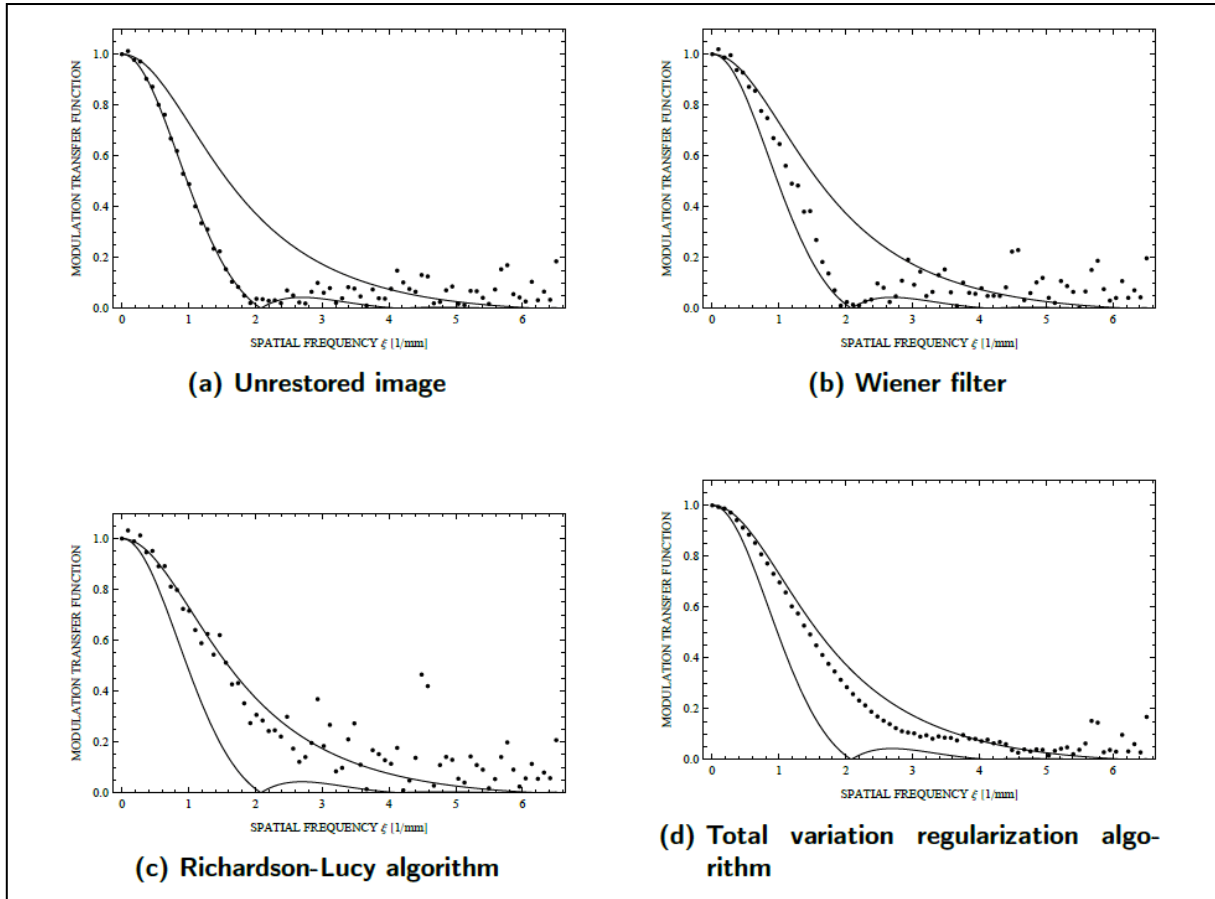 MODULATION TRANSFER FUNCTION
1.0
0.8
0.6
0.4
0.2
0.0
0 1 2 3 4 5 6
SPATIAL FREQUENCY ξ [1/mm]
(a) Unrestored image
MODULATION TRANSFER FUNCTION
1.0
0.8
0.6
0.4
0.2
0.0
0 1 2 3 4 5 6
SPATIAL FREQUENCY ξ [1/mm]
(b) Wiener filter
MODULATION TRANSFER FUNCTION
1.0
0.8
0.6
0.4
0.2
0.0
0 1 2 3 4 5 6
SPATIAL FREQUENCY ξ [1/mm]
(c) Richardson-Lucy algorithm
MODULATION TRANSFER FUNCTION
1.0
0.8
0.6
0.4
0.2
0.0
0 1 2 3 4 5 6
SPATIAL FREQUENCY ξ [1/mm]
(d) Total variation regularization algo-
rithm